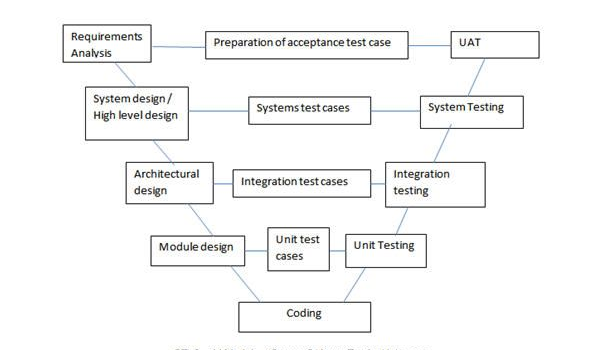 Requirements
Analysis
Preparation of acceptance test case
UAT
System design /
High level design
Systems test cases
System Testing
Architectural
design
Integration test cases
Integration
testing
Module design
Unit test
cases
Unit Testing
Coding